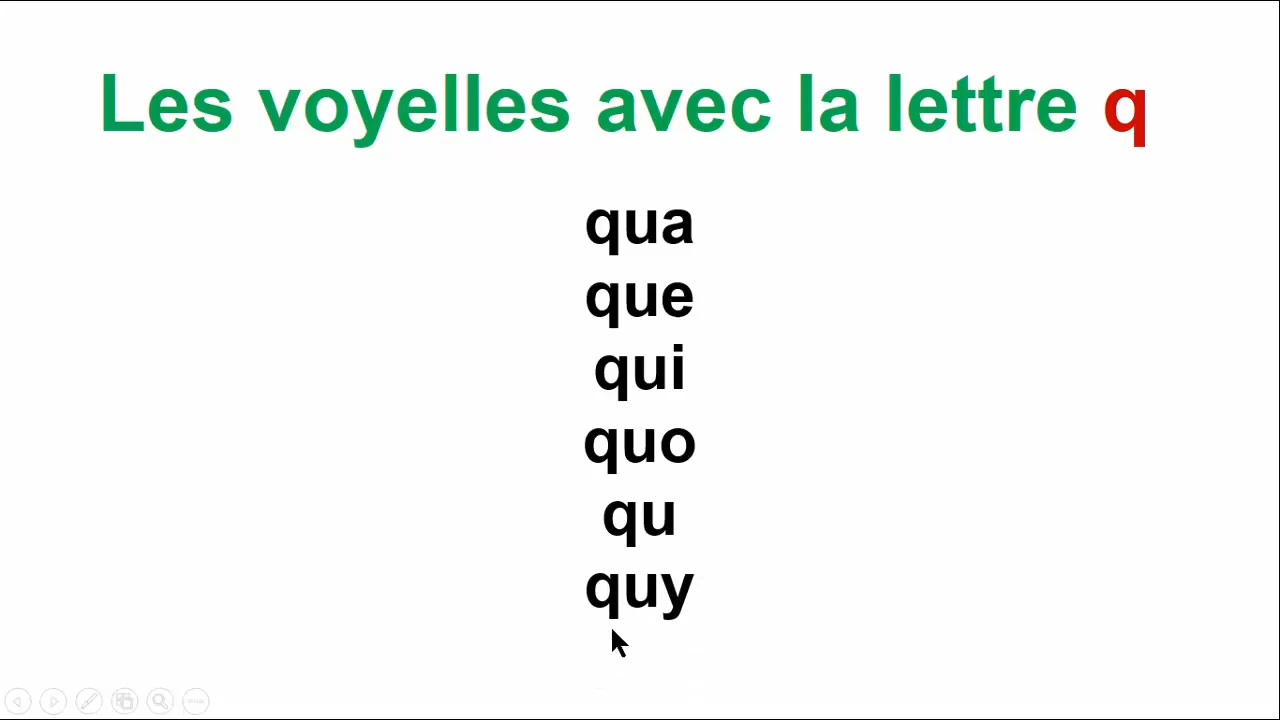 Les voyelles avec la lettre q
qua
que
qui
quo
qu
quy